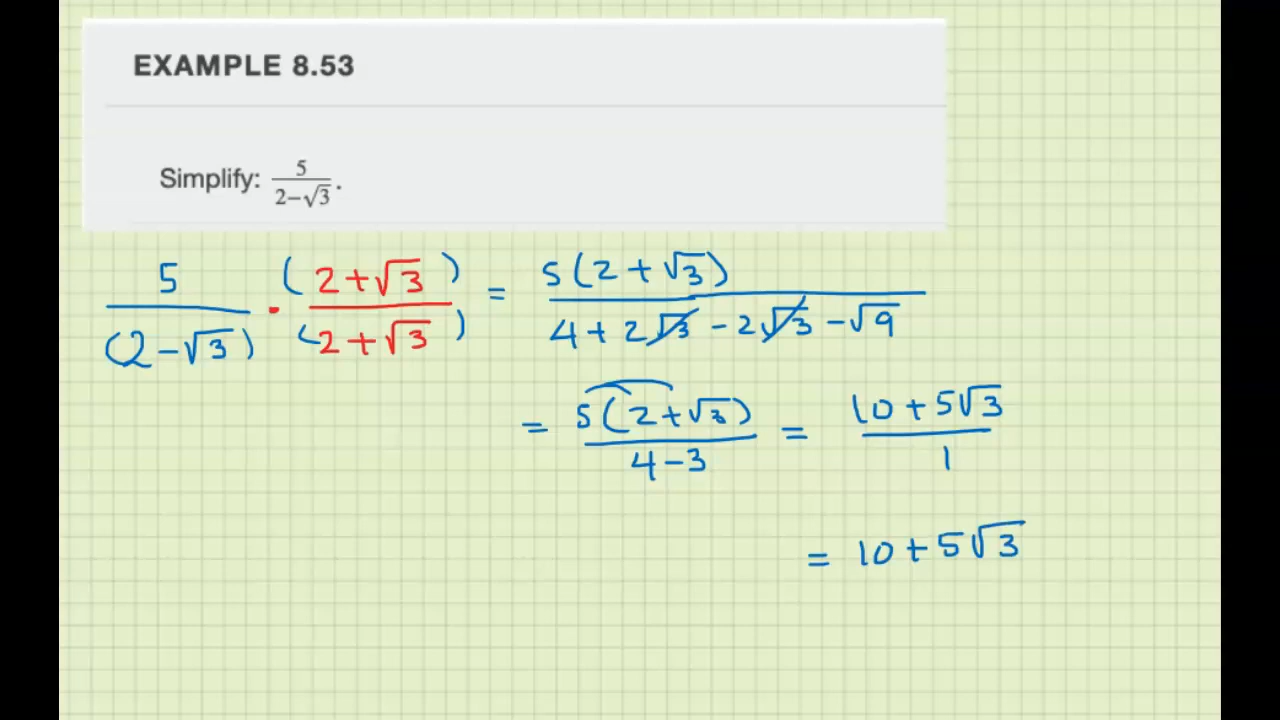 EXAMPLE 8.53
Simplify: 5/(2−√3).
5/(2−√3) · (2+√3)/(2+√3) = 5(2+√3)/(4+2√3−2√3−√9)
= 5(2+√3)/(4−3) = (10+5√3)/1
= 10+5√3